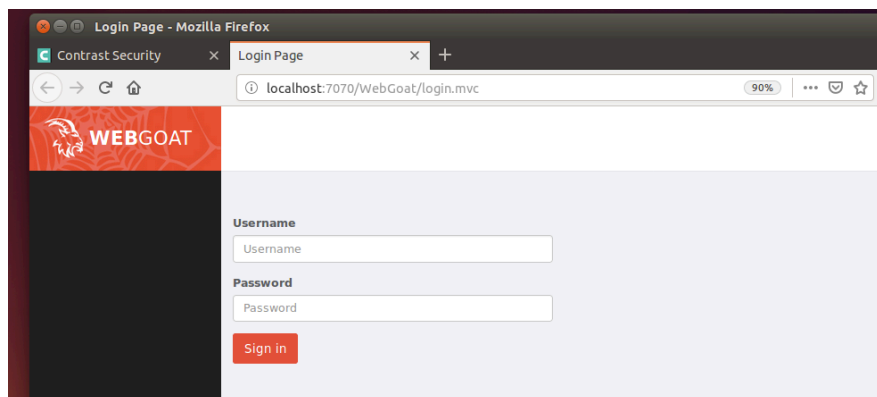 Login Page - Mozilla Firefox
Contrast Security
Login Page
localhost:7070/WebGoat/login.mvc 90%
WEBGOAT
Username
Username
Password
Password
Sign in